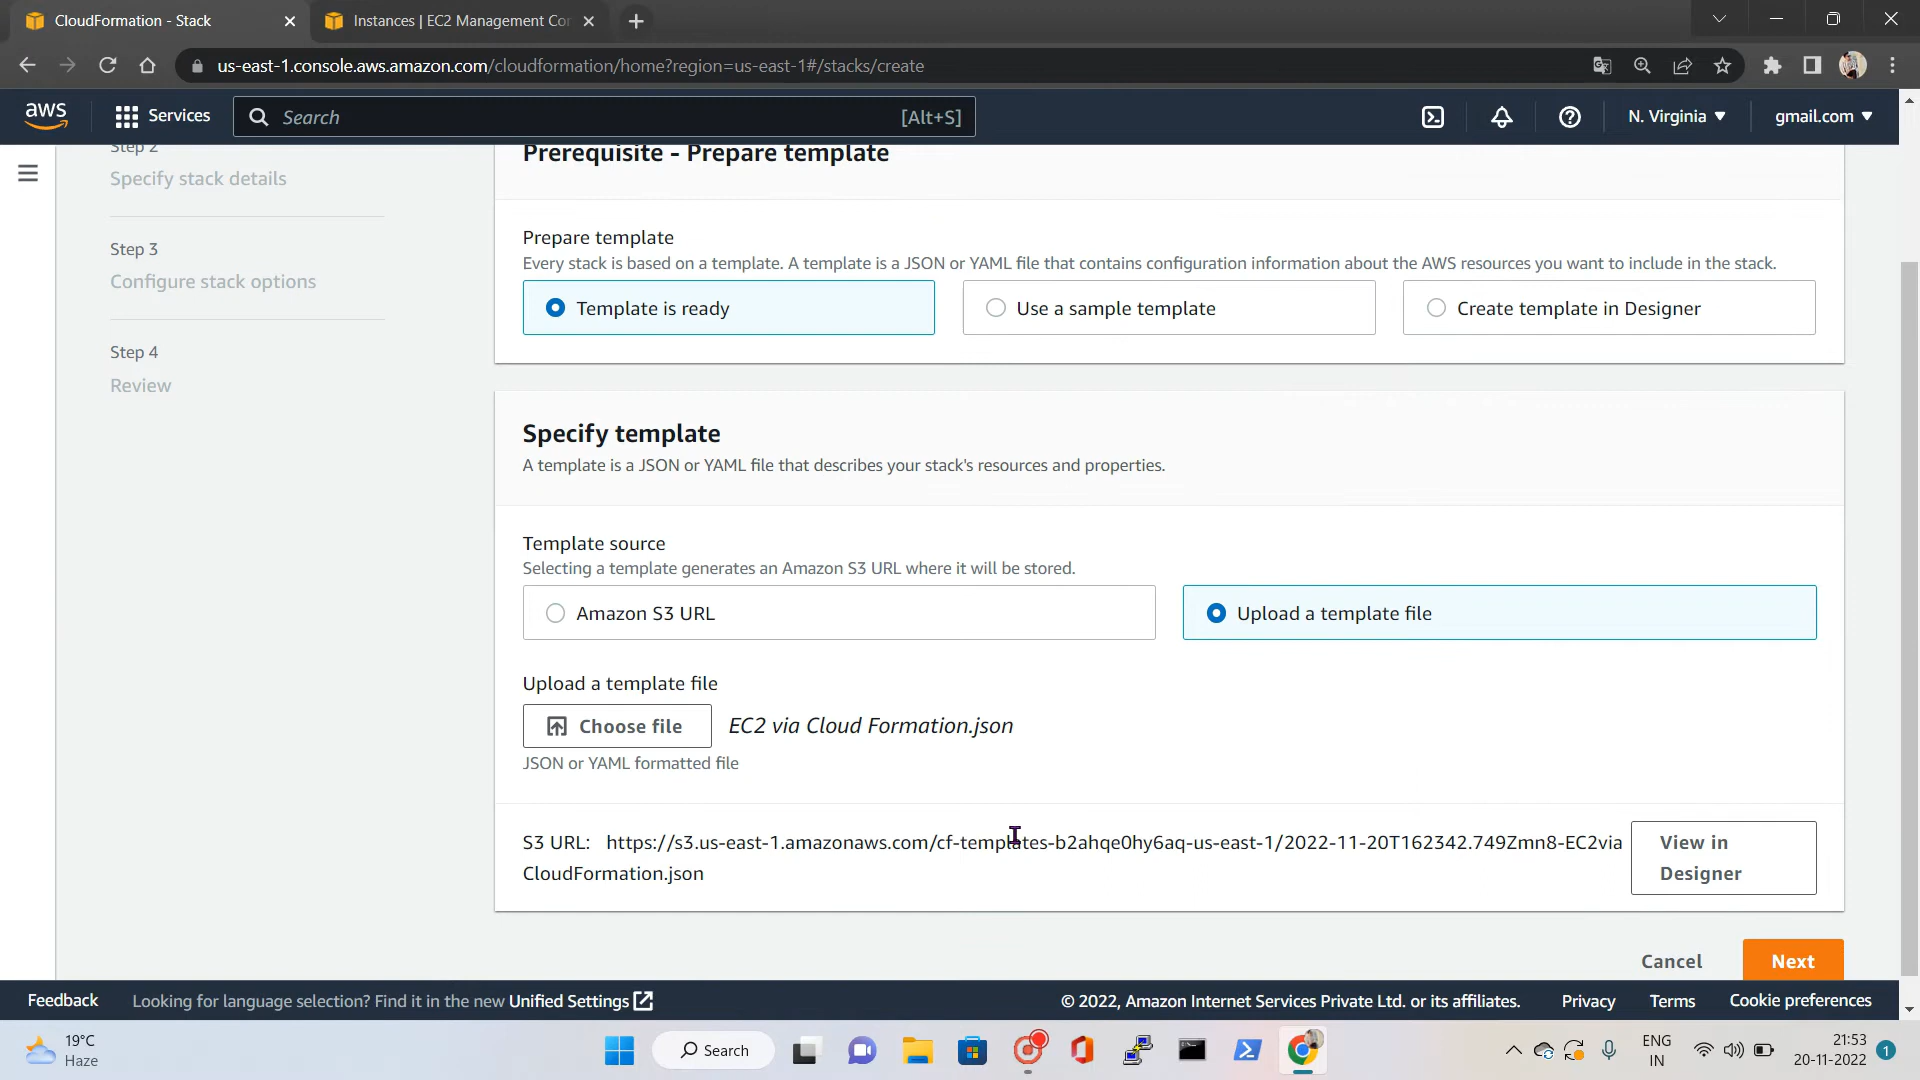 CloudFormation - Stack
Instances | EC2 Management Co
us-east-1.console.aws.amazon.com/cloudformation/home?region=us-east-1#/stacks/create
aws
Services
Search
[Alt+S]
N. Virginia
gmail.com
Step 2
Specify stack details
Step 3
Configure stack options
Step 4
Review
Prerequisite - Prepare template
Prepare template
Every stack is based on a template. A template is a JSON or YAML file that contains configuration information about the AWS resources you want to include in the stack.
Template is ready
Use a sample template
Create template in Designer
Specify template
A template is a JSON or YAML file that describes your stack's resources and properties.
Template source
Selecting a template generates an Amazon S3 URL where it will be stored.
Amazon S3 URL
Upload a template file
Upload a template file
Choose file
EC2 via Cloud Formation.json
JSON or YAML formatted file
S3 URL: https://s3.us-east-1.amazonaws.com/cf-templates-b2ahqe0hy6aq-us-east-1/2022-11-20T162342.749Zmn8-EC2via
CloudFormation.json
View in
Designer
Cancel
Next
Feedback
Looking for language selection? Find it in the new Unified Settings
© 2022, Amazon Internet Services Private Ltd. or its affiliates.
Privacy
Terms
Cookie preferences
19°C
Haze
Search
ENG
IN
21:53
20-11-2022
1